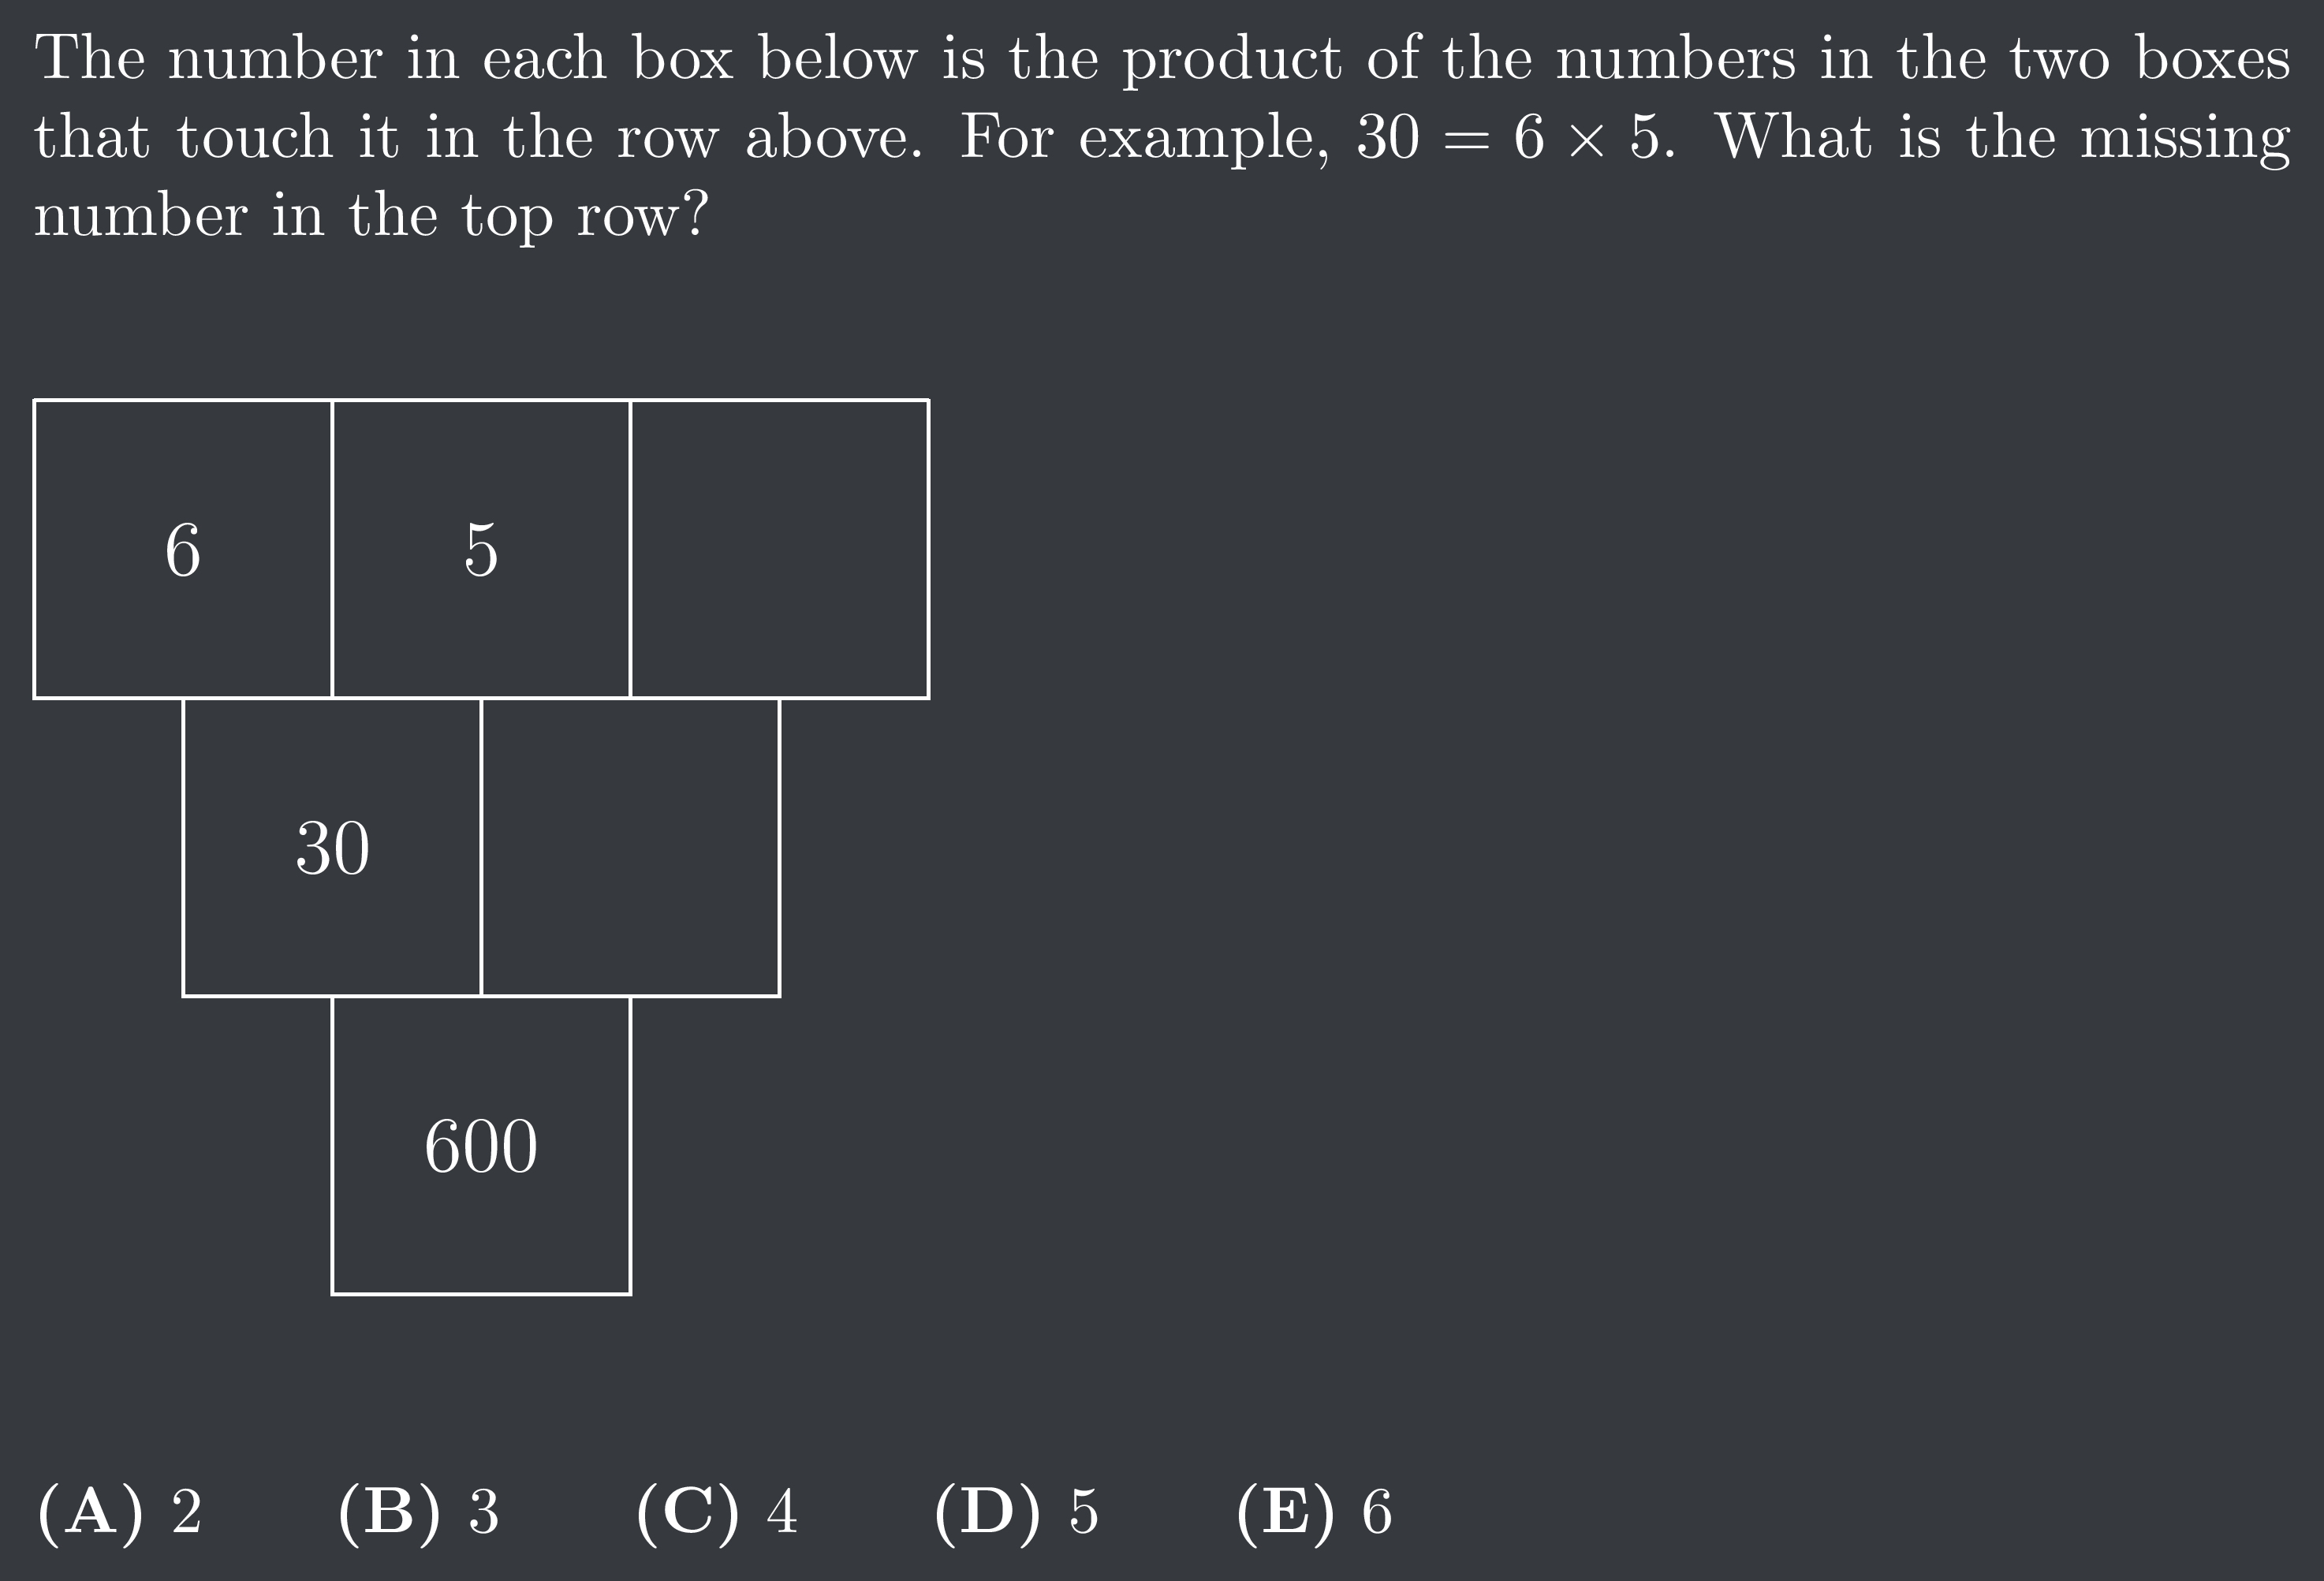 The number in each box below is the product of the numbers in the two boxes
that touch it in the row above. For example, 30 = 6 × 5. What is the missing
number in the top row?
6 5
30
600
(A) 2 (B) 3 (C) 4 (D) 5 (E) 6